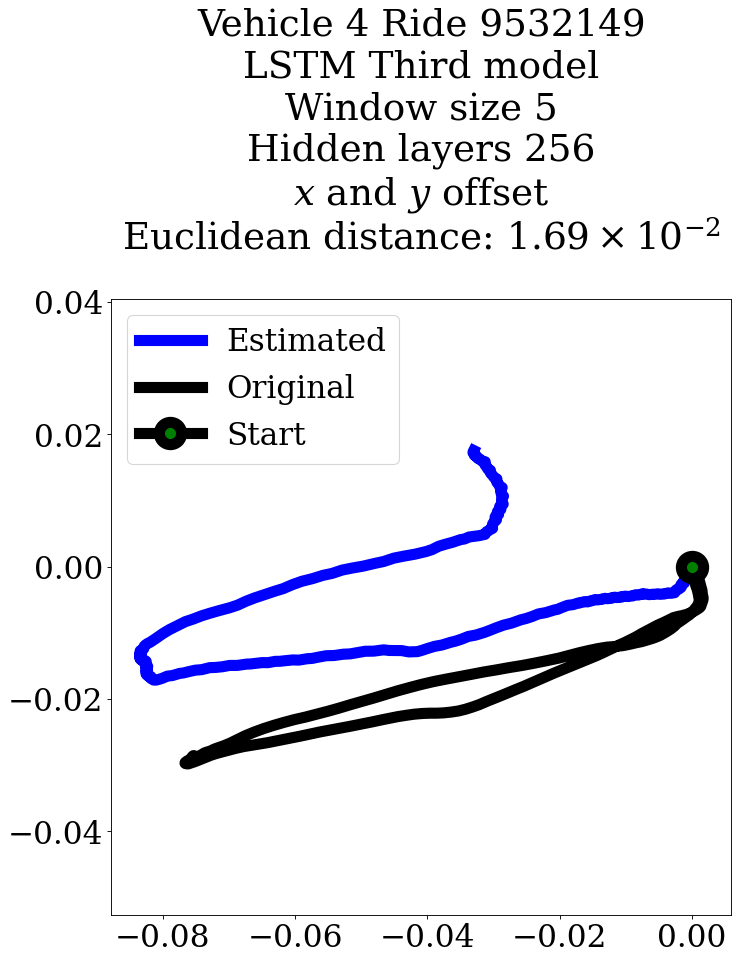 Vehicle 4 Ride 9532149
LSTM Third model
Window size 5
Hidden layers 256
x and y offset
Euclidean distance: 1.69 × 10⁻²
0.04
Estimated
Original
Start
0.02
0.00
−0.02
−0.04
−0.08 −0.06 −0.04 −0.02 0.00